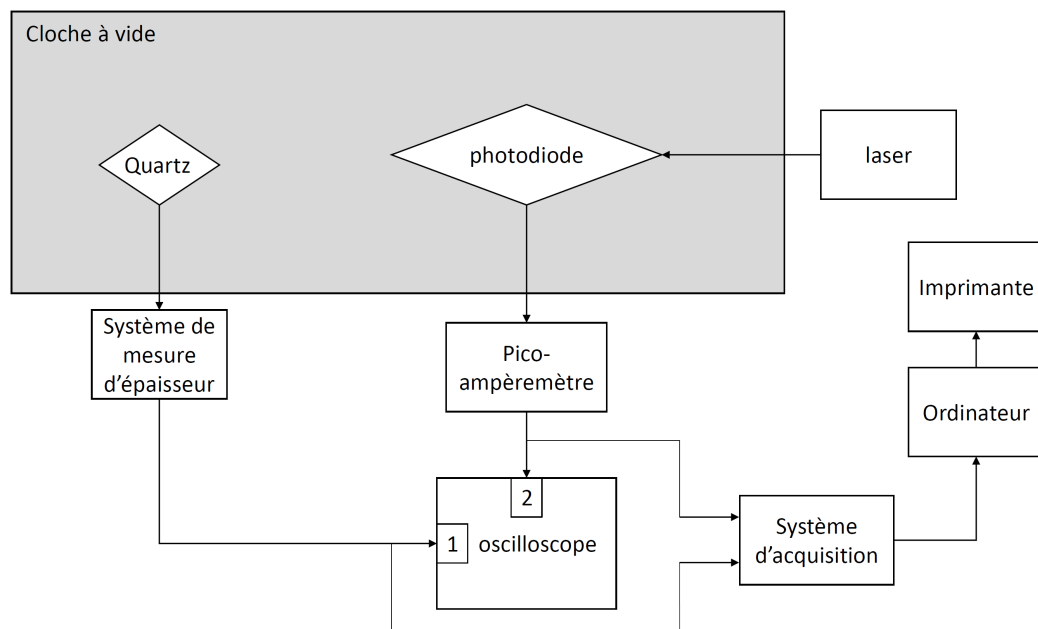 Cloche à vide
Quartz
photodiode
laser
Système de
mesure
d'épaisseur
Pico-
ampèremètre
Imprimante
Ordinateur
2
1
oscilloscope
Système
d'acquisition